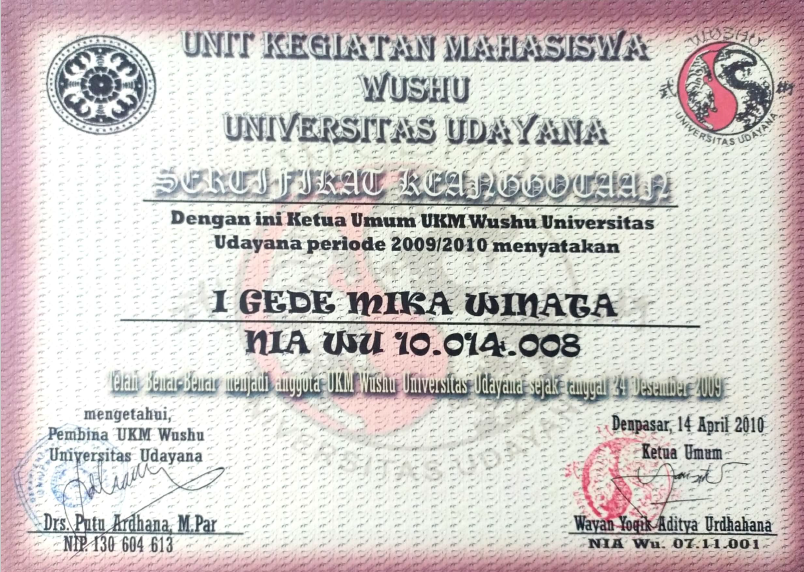 UNIT KEGIATAN MAHASISWA
WUSHU
UNIVERSITAS UDAYANA
WUSHU
UNIVERSITAS UDAYANA
SERTIFIKAT KEANGGOTAAN
Dengan ini Ketua Umum UKM Wushu Universitas
Udayana periode 2009/2010 menyatakan
I GEDE MIKA WINATA
NIA WU 10.014.008
Telah Benar-Benar menjadi anggota UKM Wushu Universitas Udayana sejak anggal 24 Desember 2009
UNIVERSITAS UDAYANA
mengetahui,
Pembina UKM Wushu
Universitas Udayana
Drs. Putu Ardhana, M.Par
NIP. 130 604 613
Denpasar, 14 April 2010
Ketua Umum
Wayan Yogik Aditya Urdhahana
NIA Wu. 07.11.001